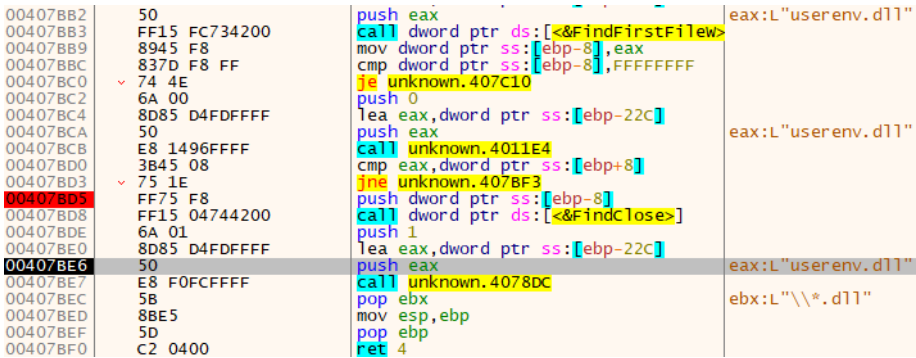 00407BB2 50 push eax eax:L"userenv.dll"
00407BB3 FF15 FC734200 call dword ptr ds:[<&FindFirstFileW>
00407BB9 8945 F8 mov dword ptr ss:[ebp-8],eax
00407BBC 837D F8 FF cmp dword ptr ss:[ebp-8],FFFFFFFF
00407BC0 74 4E je unknown.407C10
00407BC2 6A 00 push 0
00407BC4 8D85 D4FDFFFF lea eax,dword ptr ss:[ebp-22C]
00407BCA 50 push eax eax:L"userenv.dll"
00407BCB E8 1496FFFF call unknown.4011E4
00407BD0 3B45 08 cmp eax,dword ptr ss:[ebp+8]
00407BD3 75 1E jne unknown.407BF3
00407BD5 FF75 F8 push dword ptr ss:[ebp-8]
00407BD8 FF15 04744200 call dword ptr ds:[<&FindClose>]
00407BDE 6A 01 push 1
00407BE0 8D85 D4FDFFFF lea eax,dword ptr ss:[ebp-22C]
00407BE6 50 push eax eax:L"userenv.dll"
00407BE7 E8 F0FCFFFF call unknown.4078DC
00407BEC 5B pop ebx ebx:L"\\*.dll"
00407BED 8BE5 mov esp,ebp
00407BEF 5D pop ebp
00407BF0 C2 0400 ret 4